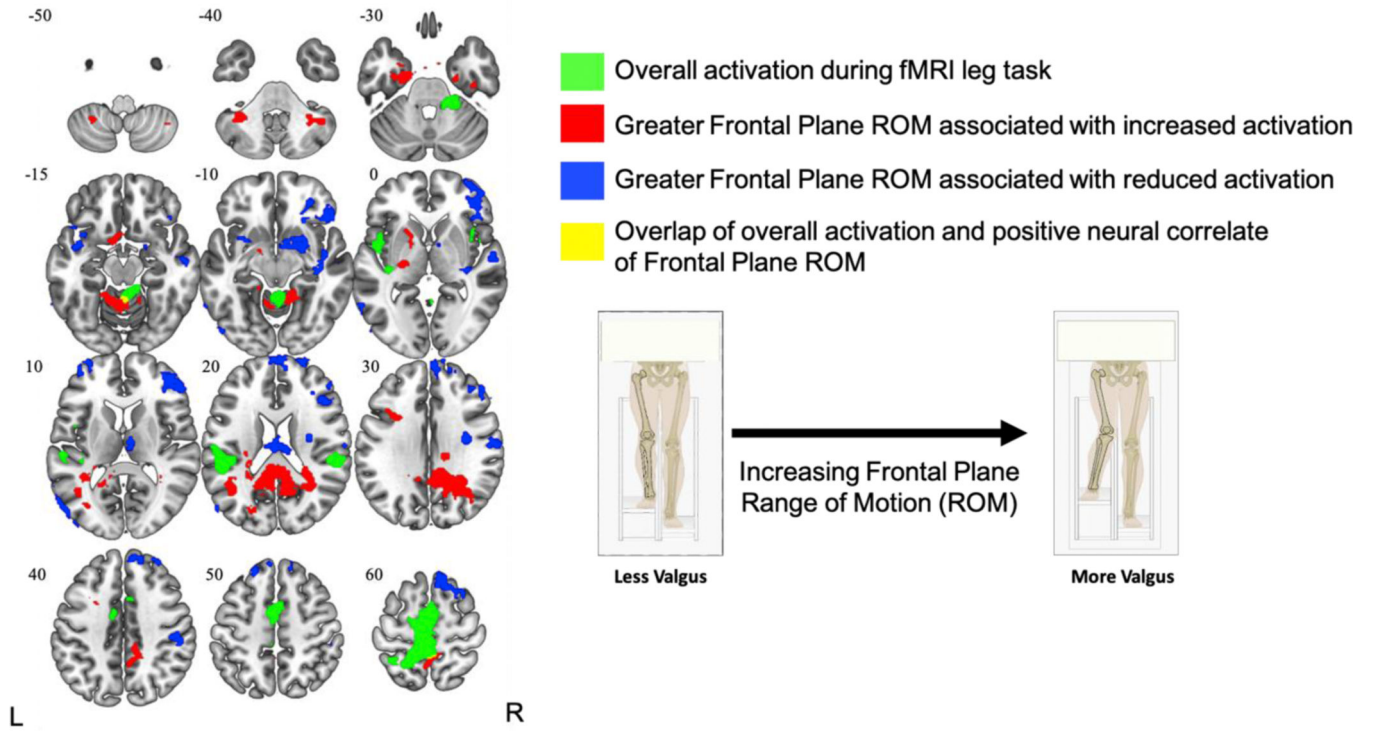 -50
-40
-30
-15
-10
0
10
20
30
40
50
60
L
R
Overall activation during fMRI leg task
Greater Frontal Plane ROM associated with increased activation
Greater Frontal Plane ROM associated with reduced activation
Overlap of overall activation and positive neural correlate
of Frontal Plane ROM
Increasing Frontal Plane
Range of Motion (ROM)
Less Valgus
More Valgus